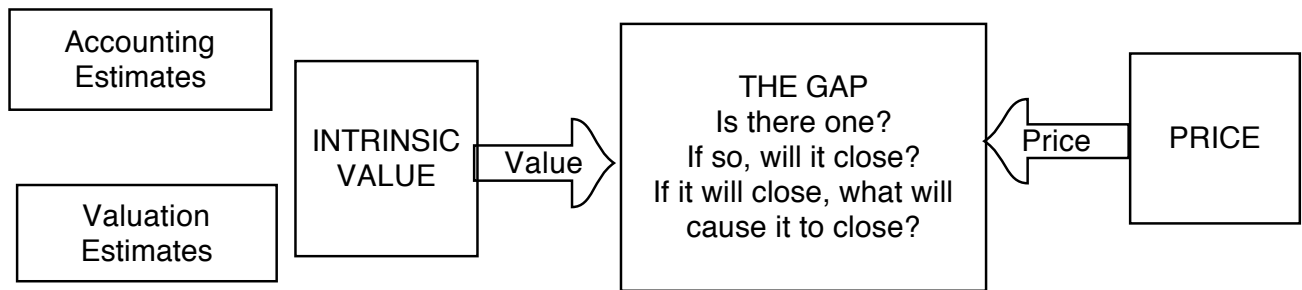 Accounting
Estimates
Valuation
Estimates
INTRINSIC
VALUE
Value
THE GAP
Is there one?
If so, will it close?
If it will close, what will
cause it to close?
Price
PRICE